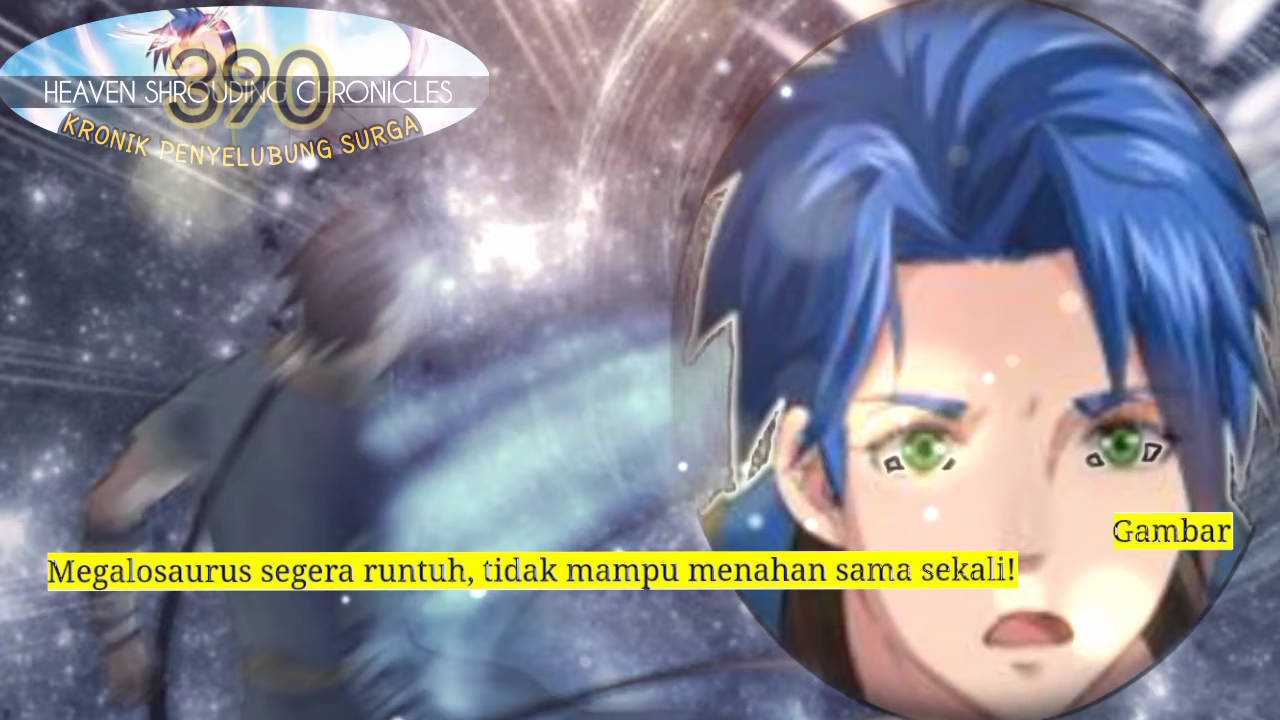 390
HEAVEN SHROUDING CHRONICLES
KRONIK PENYELUBUNG SURGA
Gambar
Megalosaurus segera runtuh, tidak mampu menahan sama sekali!